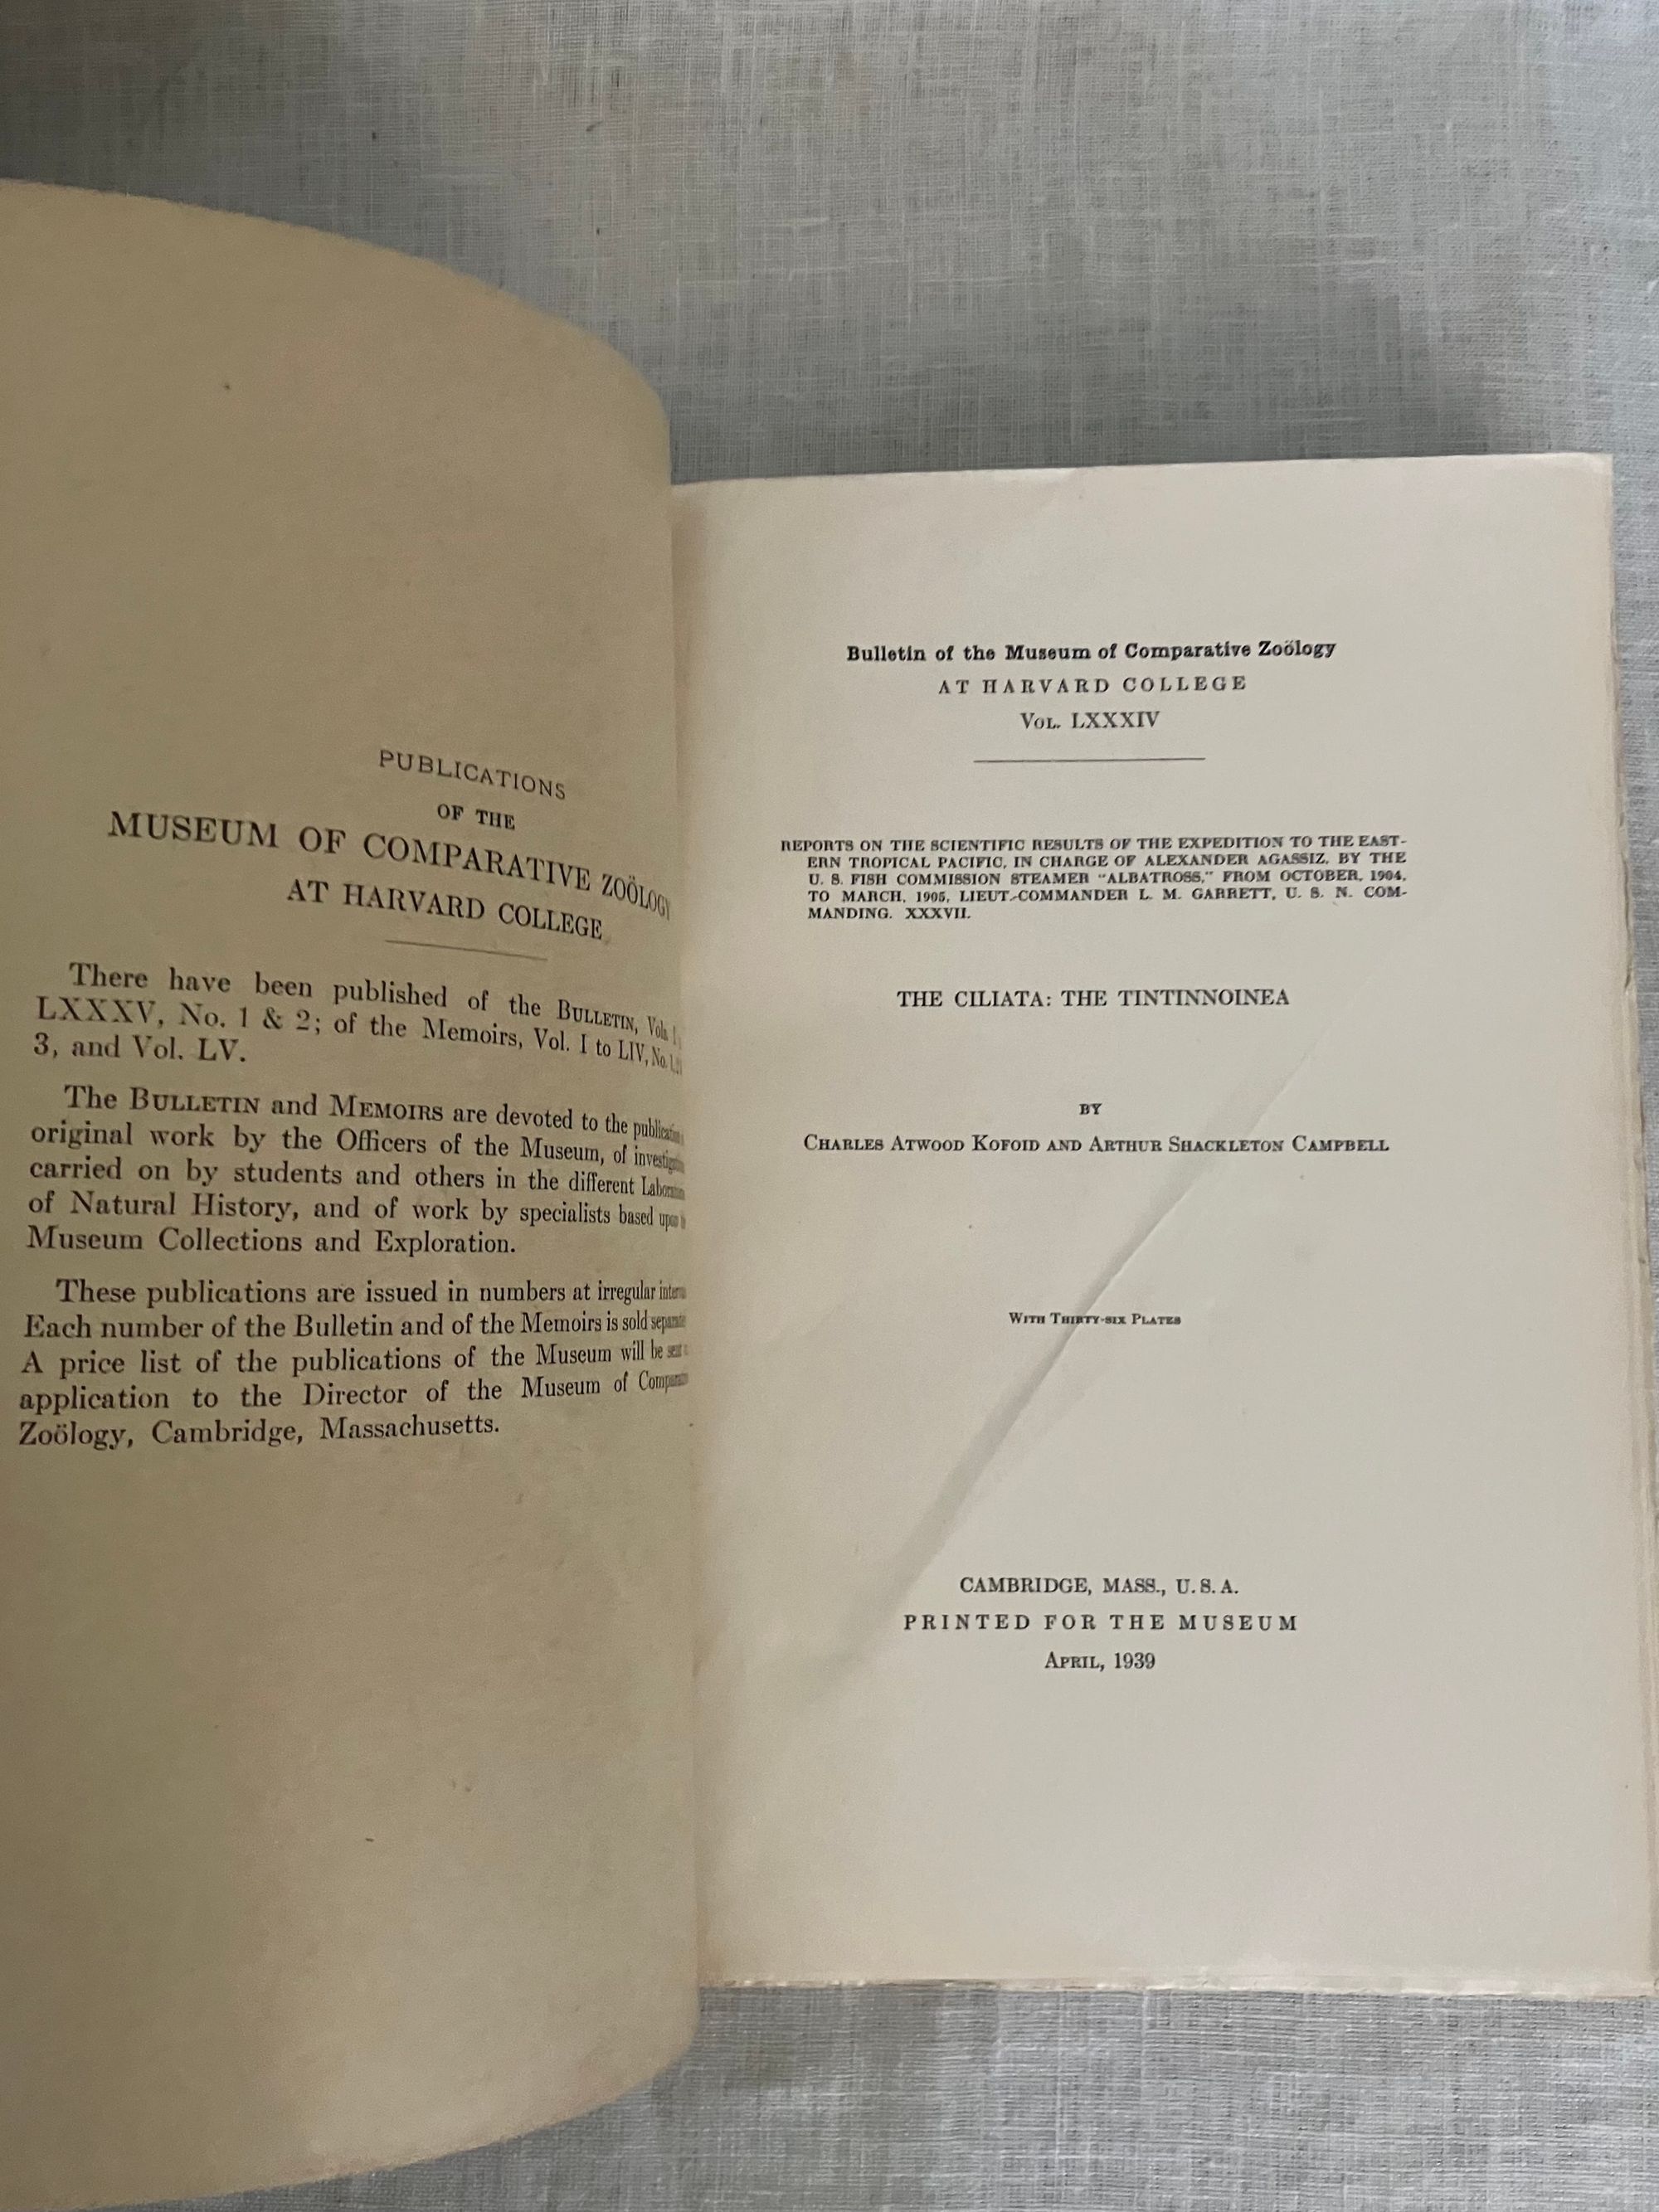 PUBLICATIONS
OF THE
MUSEUM OF COMPARATIVE ZOÖLOGY
AT HARVARD COLLEGE
There have been published of the BULLETIN, Vols. I
LXXXV, No. 1 & 2; of the Memoirs, Vol. I to LIV, No. 1,
3, and Vol. LV.
The BULLETIN and MEMOIRS are devoted to the
original work by the Officers of the Museum, of
carried on by students and others in the different
of Natural History, and of work by specialists based upon
Museum Collections and Exploration.
These publications are issued in numbers at irregular
Each number of the Bulletin and of the Memoirs is sold
A price list of the publications of the Museum will be
application to the Director of the Museum of
Zoölogy, Cambridge, Massachusetts.
Bulletin of the Museum of Comparative Zoölogy
AT HARVARD COLLEGE
VOL. LXXXIV
REPORTS ON THE SCIENTIFIC RESULTS OF THE EXPEDITION TO THE EAST-
ERN TROPICAL PACIFIC, IN CHARGE OF ALEXANDER AGASSIZ, BY THE
U. S. FISH COMMISSION STEAMER "ALBATROSS," FROM OCTOBER, 1904,
TO MARCH, 1905, LIEUT.-COMMANDER L. M. GARRETT, U. S. N. COM-
MANDING. XXXVII.
THE CILIATA: THE TINTINNOINEA
BY
CHARLES ATWOOD KOFOID AND ARTHUR SHACKLETON CAMPBELL
WITH THIRTY-SIX PLATES
CAMBRIDGE, MASS., U. S. A.
PRINTED FOR THE MUSEUM
APRIL, 1939